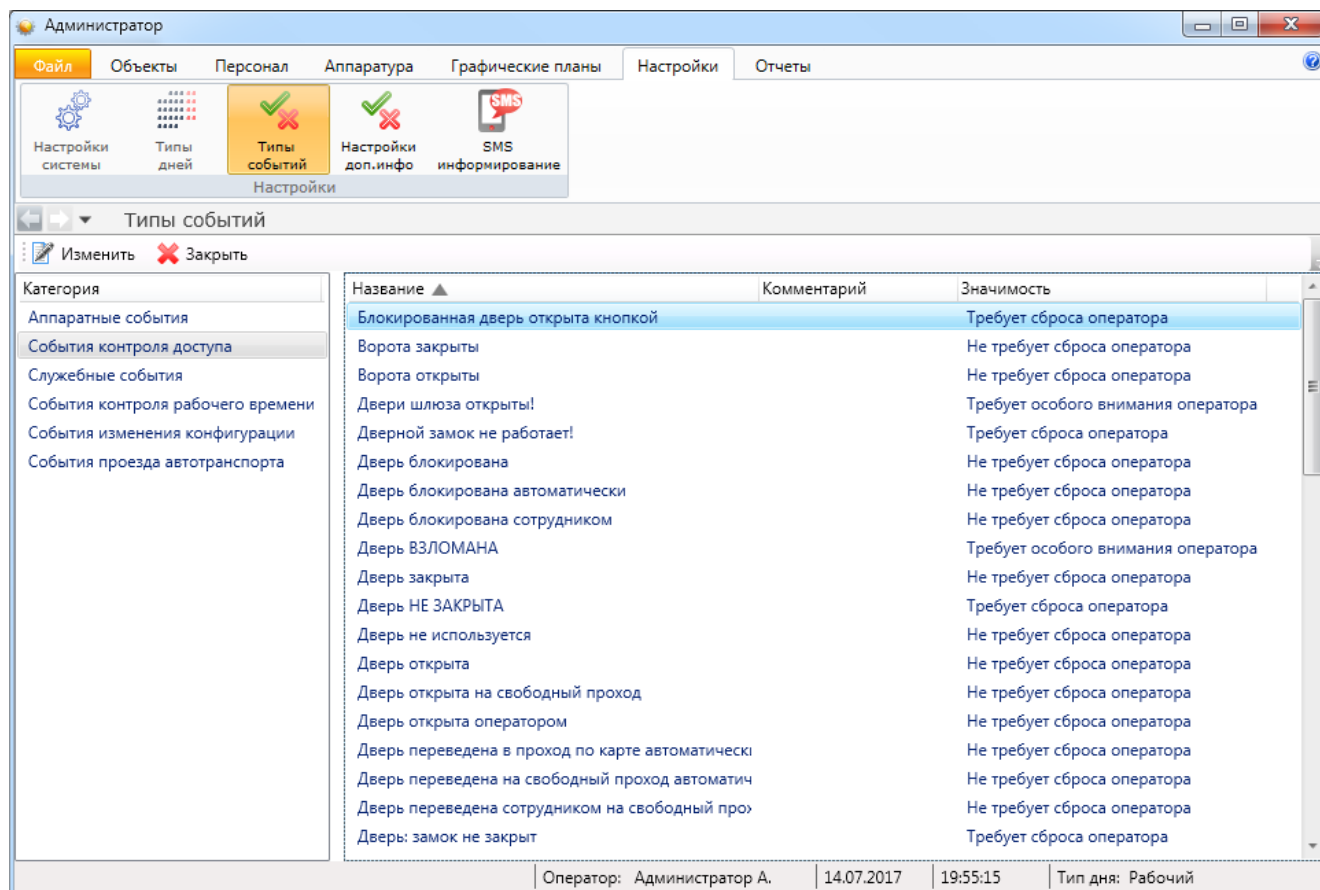 Администратор
Файл Объекты Персонал Аппаратура Графические планы Настройки Отчеты
SMS
Настройки системы
Типы дней
Типы событий
Настройки доп.инфо
SMS информирование
Настройки
Типы событий
Изменить Закрыть
Категория
Аппаратные события
События контроля доступа
Служебные события
События контроля рабочего времени
События изменения конфигурации
События проезда автотранспорта
Название Комментарий Значимость
Блокированная дверь открыта кнопкой Требует сброса оператора
Ворота закрыты Не требует сброса оператора
Ворота открыты Не требует сброса оператора
Двери шлюза открыты! Требует особого внимания оператора
Дверной замок не работает! Требует сброса оператора
Дверь блокирована Не требует сброса оператора
Дверь блокирована автоматически Не требует сброса оператора
Дверь блокирована сотрудником Не требует сброса оператора
Дверь ВЗЛОМАНА Требует особого внимания оператора
Дверь закрыта Не требует сброса оператора
Дверь НЕ ЗАКРЫТА Требует сброса оператора
Дверь не используется Не требует сброса оператора
Дверь открыта Не требует сброса оператора
Дверь открыта на свободный проход Не требует сброса оператора
Дверь открыта оператором Не требует сброса оператора
Дверь переведена в проход по карте автоматическ Не требует сброса оператора
Дверь переведена на свободный проход автоматич Не требует сброса оператора
Дверь переведена сотрудником на свободный прох Не требует сброса оператора
Дверь: замок не закрыт Требует сброса оператора
Оператор: Администратор А. 14.07.2017 19:55:15 Тип дня: Рабочий